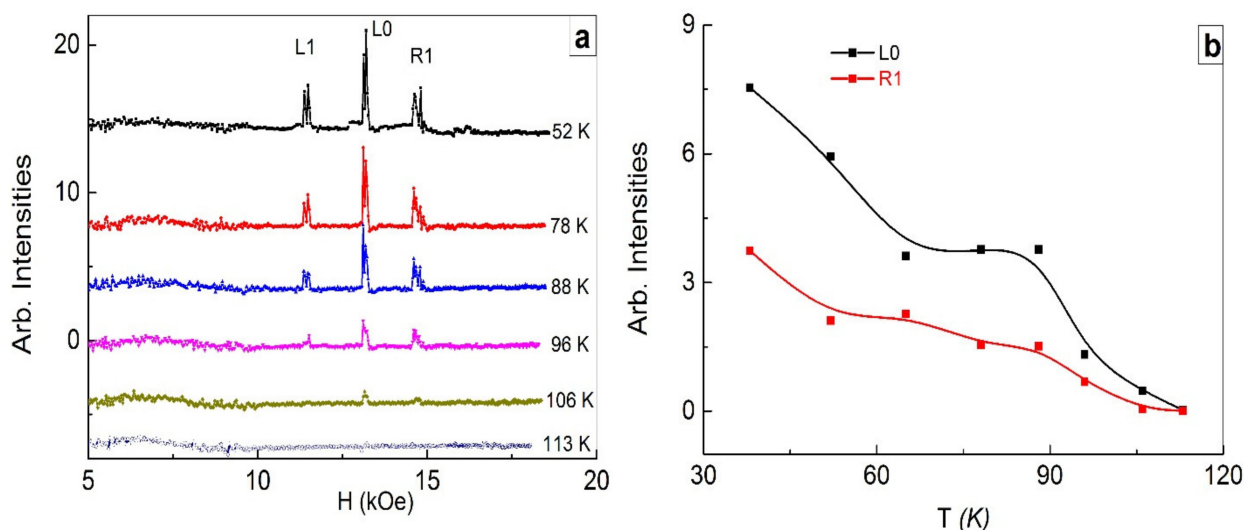 a
L1
L0
R1
20
10
0
52 K
78 K
88 K
96 K
106 K
113 K
Arb. Intensities
5
10
15
20
H (kOe)
b
L0
R1
9
6
3
0
Arb. Intensities
30
60
90
120
T (K)